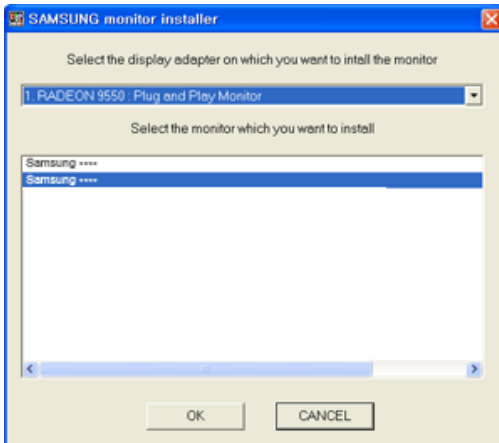 SAMSUNG monitor installer
Select the display adapter on which you want to intall the monitor
1. RADEON 9550 : Plug and Play Monitor
Select the monitor which you want to install
Samsung ----
Samsung ----
OK
CANCEL